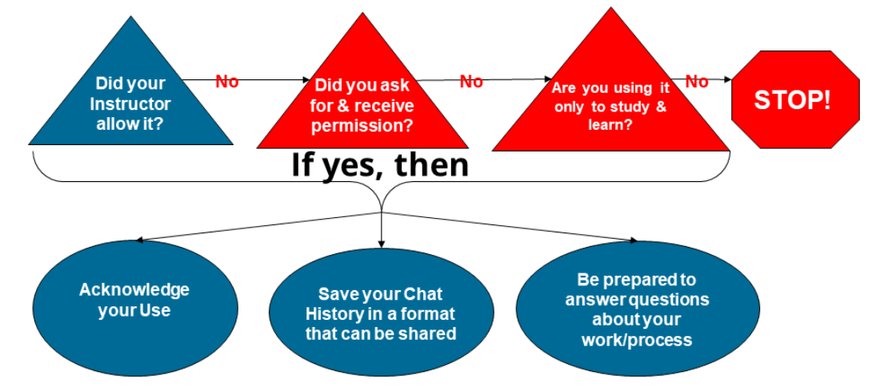 Did your
Instructor
allow it?
No
Did you ask
for & receive
permission?
No
Are you using it
only to study &
learn?
No
STOP!
If yes, then
Acknowledge
your Use
Save your Chat
History in a format
that can be shared
Be prepared to
answer questions
about your
work/process